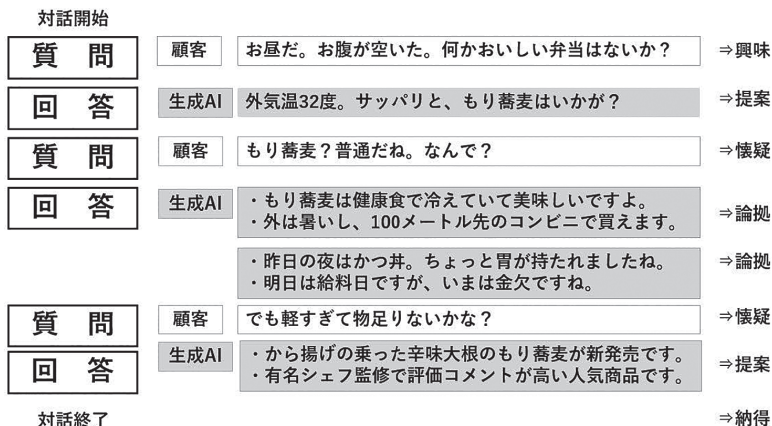 対話開始
質問 顧客 お昼だ。お腹が空いた。何かおいしい弁当はないか？ ⇒興味
回答 生成AI 外気温32度。サッパリと、もり蕎麦はいかが？ ⇒提案
質問 顧客 もり蕎麦？普通だね。なんで？ ⇒懐疑
回答 生成AI ・もり蕎麦は健康食で冷えていて美味しいですよ。
・外は暑いし、100メートル先のコンビニで買えます。 ⇒論拠
・昨日の夜はかつ丼。ちょっと胃が持たれましたね。 ⇒論拠
・明日は給料日ですが、いまは金欠ですね。
質問 顧客 でも軽すぎて物足りないかな？ ⇒懐疑
回答 生成AI ・から揚げの乗った辛味大根のもり蕎麦が新発売です。 ⇒提案
・有名シェフ監修で評価コメントが高い人気商品です。
対話終了 ⇒納得